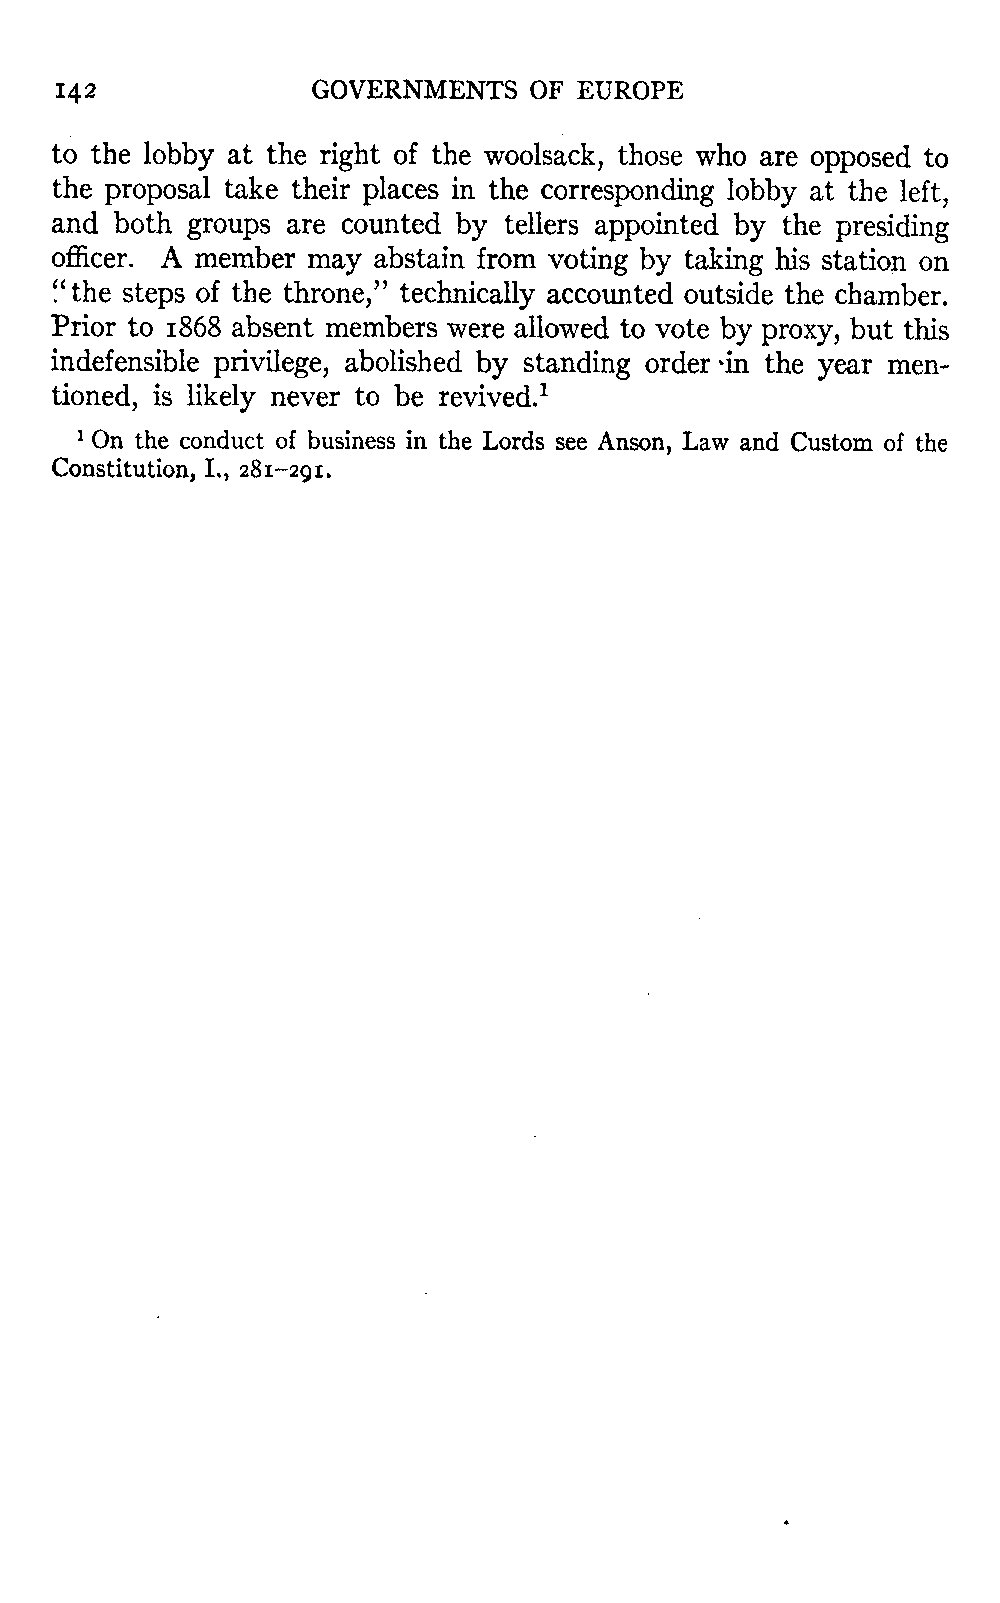 142 GOVERNMENTS OF EUROPE
to the lobby at the right of the woolsack, those who are opposed to
the proposal take their places in the corresponding lobby at the left,
and both groups are counted by tellers appointed by the presiding
officer. A member may abstain from voting by taking his station on
“the steps of the throne,” technically accounted outside the chamber.
Prior to 1868 absent members were allowed to vote by proxy, but this
indefensible privilege, abolished by standing order in the year men-
tioned, is likely never to be revived.¹
¹ On the conduct of business in the Lords see Anson, Law and Custom of the
Constitution, I., 281–291.